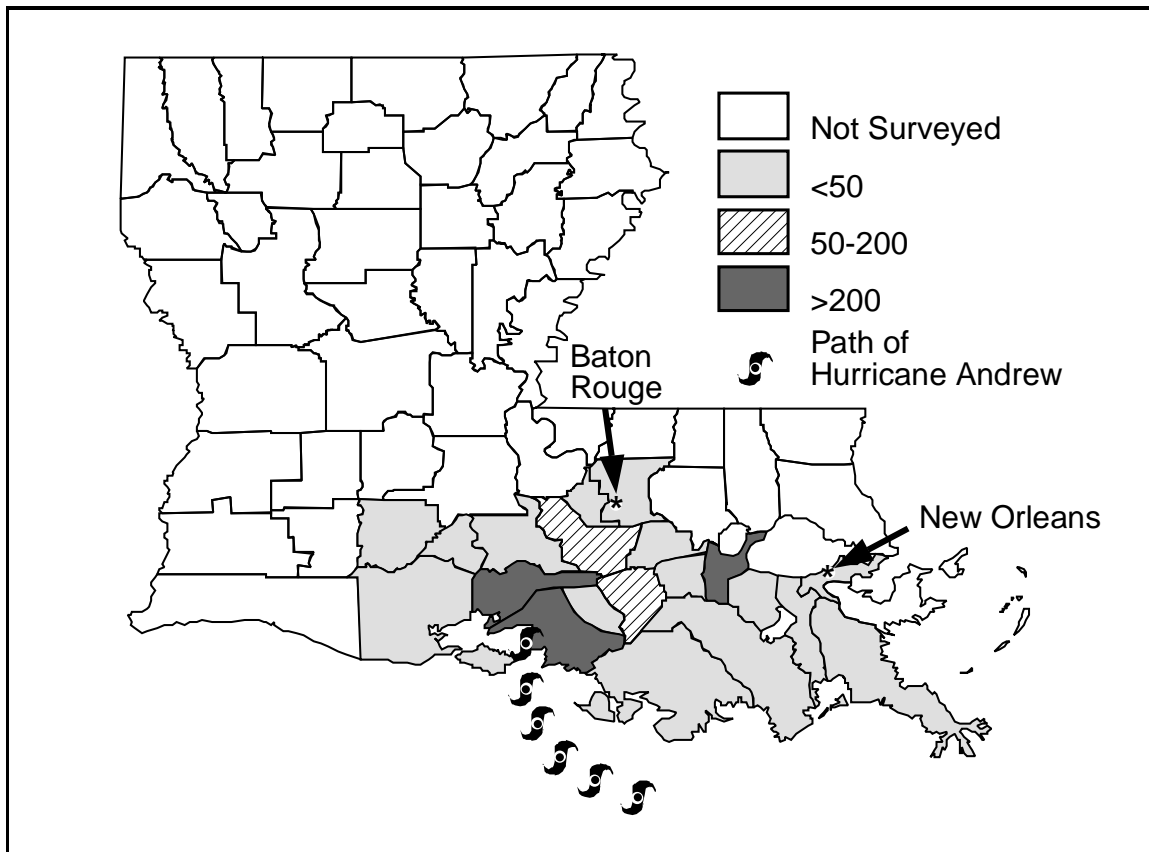 Not Surveyed
<50
50-200
>200
Path of
Hurricane Andrew
Baton
Rouge
*
New Orleans
*